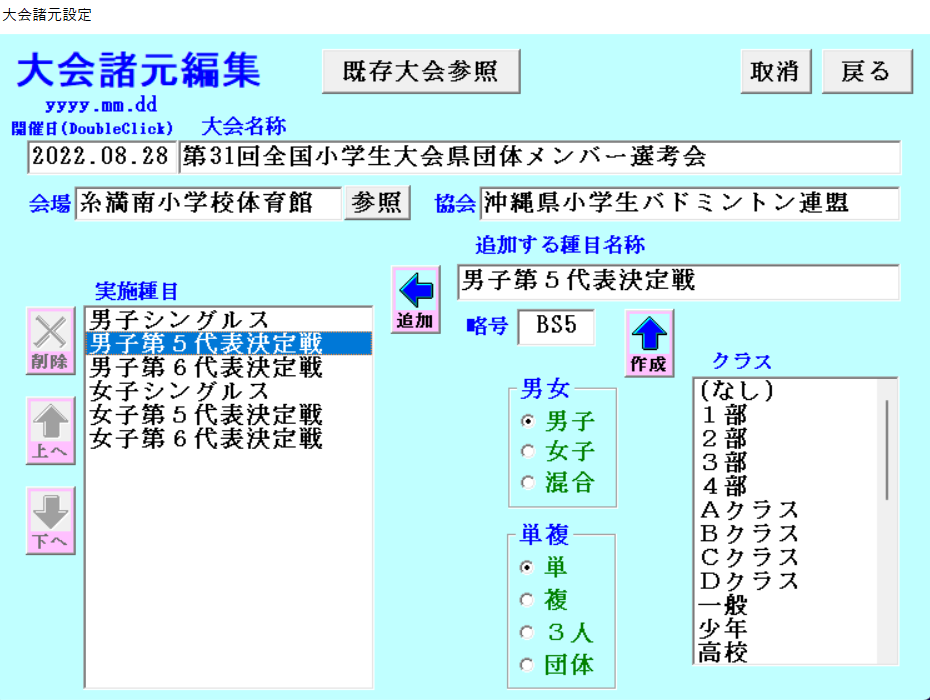 大会諸元設定
大会諸元編集
既存大会参照
取消
戻る
yyyy.mm.dd
開催日(DoubleClick)
大会名称
2022.08.28
第31回全国小学生大会県団体メンバー選考会
会場
糸満南小学校体育館
参照
協会
沖縄県小学生バドミントン連盟
追加する種目名称
男子第５代表決定戦
追加
略号
BS5
作成
実施種目
男子シングルス
男子第５代表決定戦
男子第６代表決定戦
女子シングルス
女子第５代表決定戦
女子第６代表決定戦
削除
上へ
下へ
男女
男子
女子
混合
単複
単
複
３人
団体
クラス
(なし)
１部
２部
３部
４部
Ａクラス
Ｂクラス
Ｃクラス
Ｄクラス
一般
少年
高校